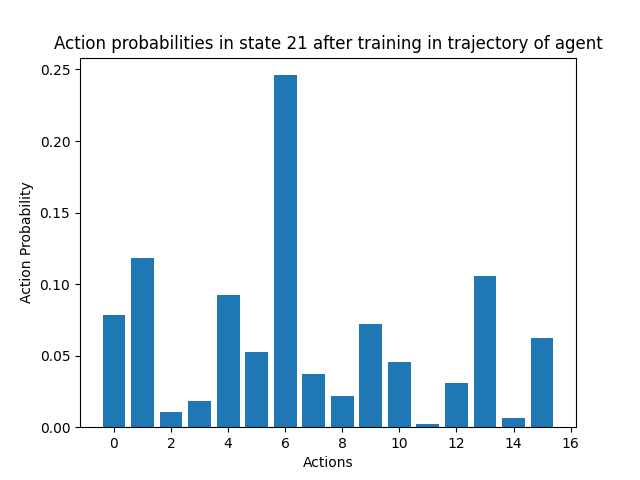 Action probabilities in state 21 after training in trajectory of agent
0.25
0.20
0.15
0.10
0.05
0.00
Action Probability
0 2 4 6 8 10 12 14 16
Actions